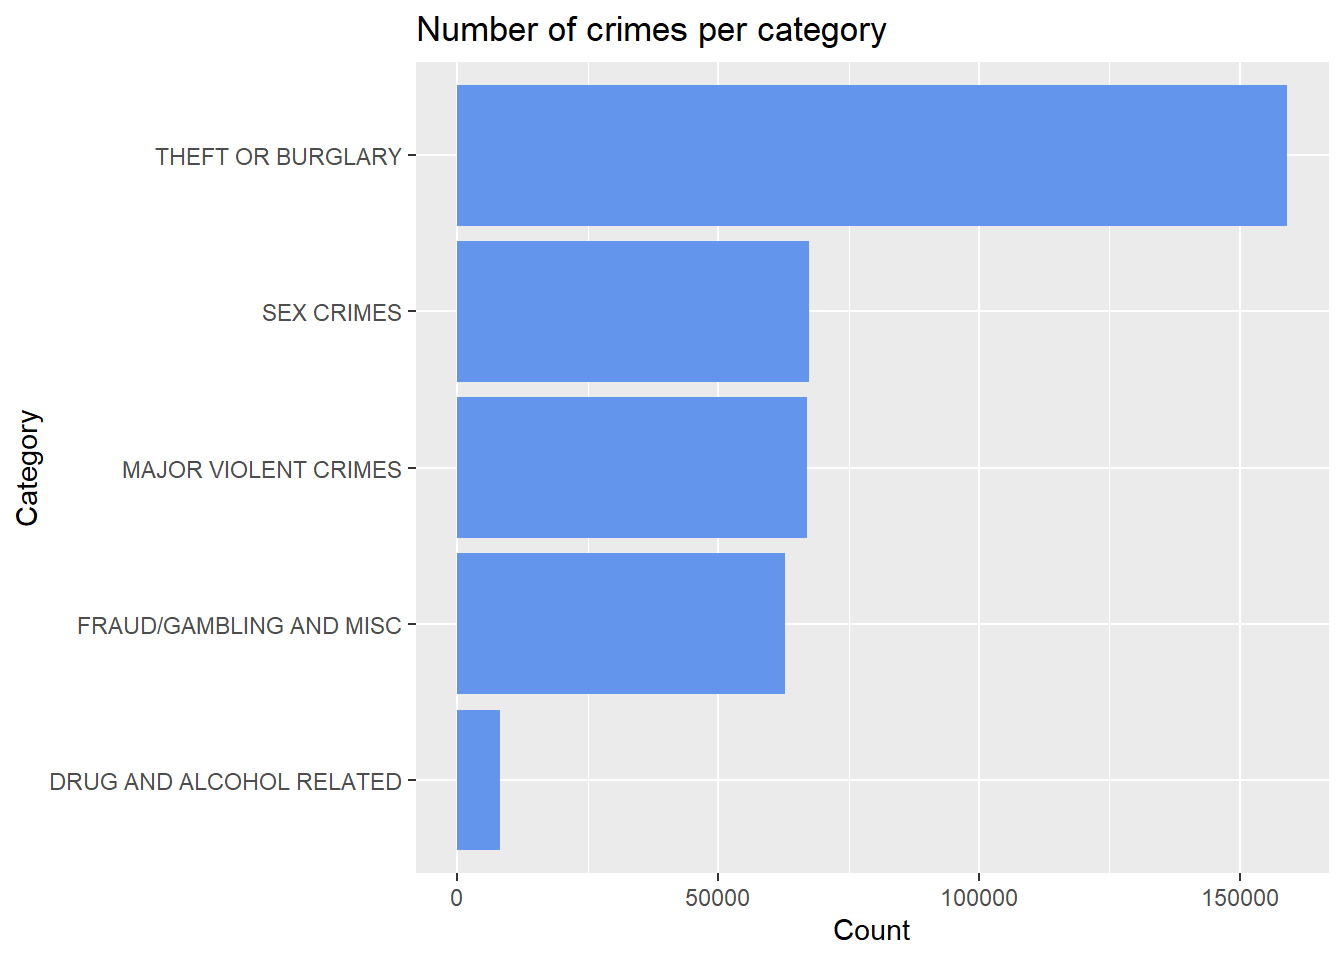 Number of crimes per category
THEFT OR BURGLARY
SEX CRIMES
MAJOR VIOLENT CRIMES
FRAUD/GAMBLING AND MISC
DRUG AND ALCOHOL RELATED
Category
0 50000 100000 150000
Count